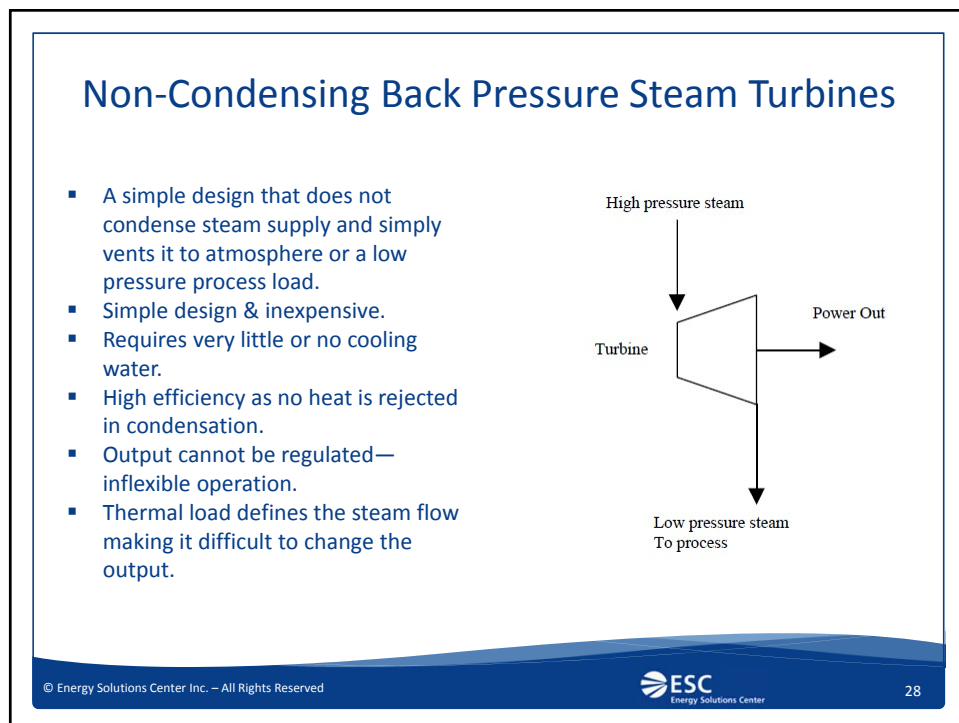 Non-Condensing Back Pressure Steam Turbines
▪ A simple design that does not
condense steam supply and simply
vents it to atmosphere or a low
pressure process load.
▪ Simple design & inexpensive.
▪ Requires very little or no cooling
water.
▪ High efficiency as no heat is rejected
in condensation.
▪ Output cannot be regulated—
inflexible operation.
▪ Thermal load defines the steam flow
making it difficult to change the
output.
High pressure steam
Power Out
Turbine
Low pressure steam
To process
© Energy Solutions Center Inc. – All Rights Reserved
ESC
Energy Solutions Center
28